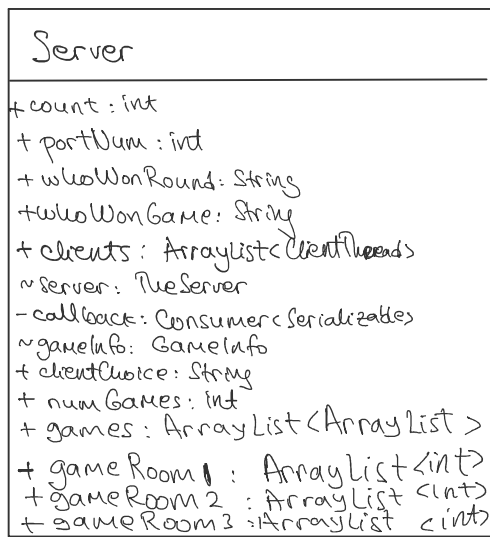 Server
+ count : int
+ portNum : int
+ whoWonRound: String
+ whoWonGame: String
+ clients : ArrayList<ClientThread>
~ server: TheServer
- callback: Consumer<Serializable>
~ gameInfo: GameInfo
+ clientChoice: String
+ numGames: int
+ games : ArrayList<ArrayList >
+ gameRoom1 : ArrayList<int>
+ gameRoom2 : ArrayList <int>
+ gameRoom3 : ArrayList <int>